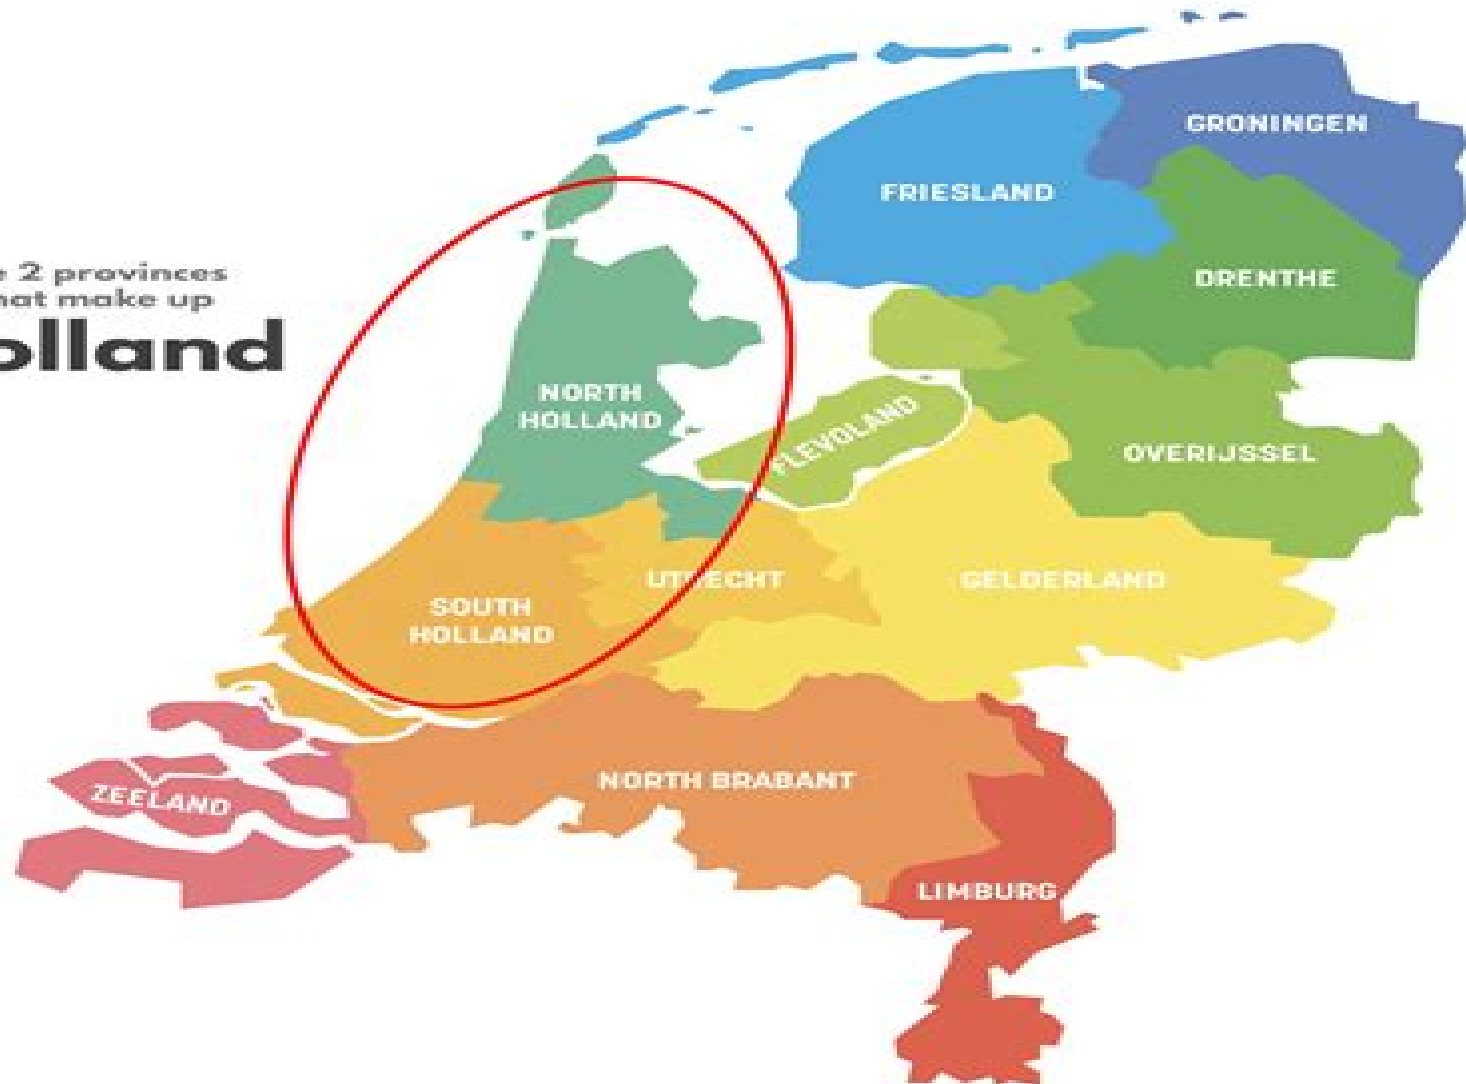 GRONINGEN
FRIESLAND
DRENTHE
e 2 provinces
hat make up
olland
NORTH
HOLLAND
FLEVOLAND
OVERIJSSEL
UTRECHT
GELDERLAND
SOUTH
HOLLAND
NORTH BRABANT
ZEELAND
LIMBURG